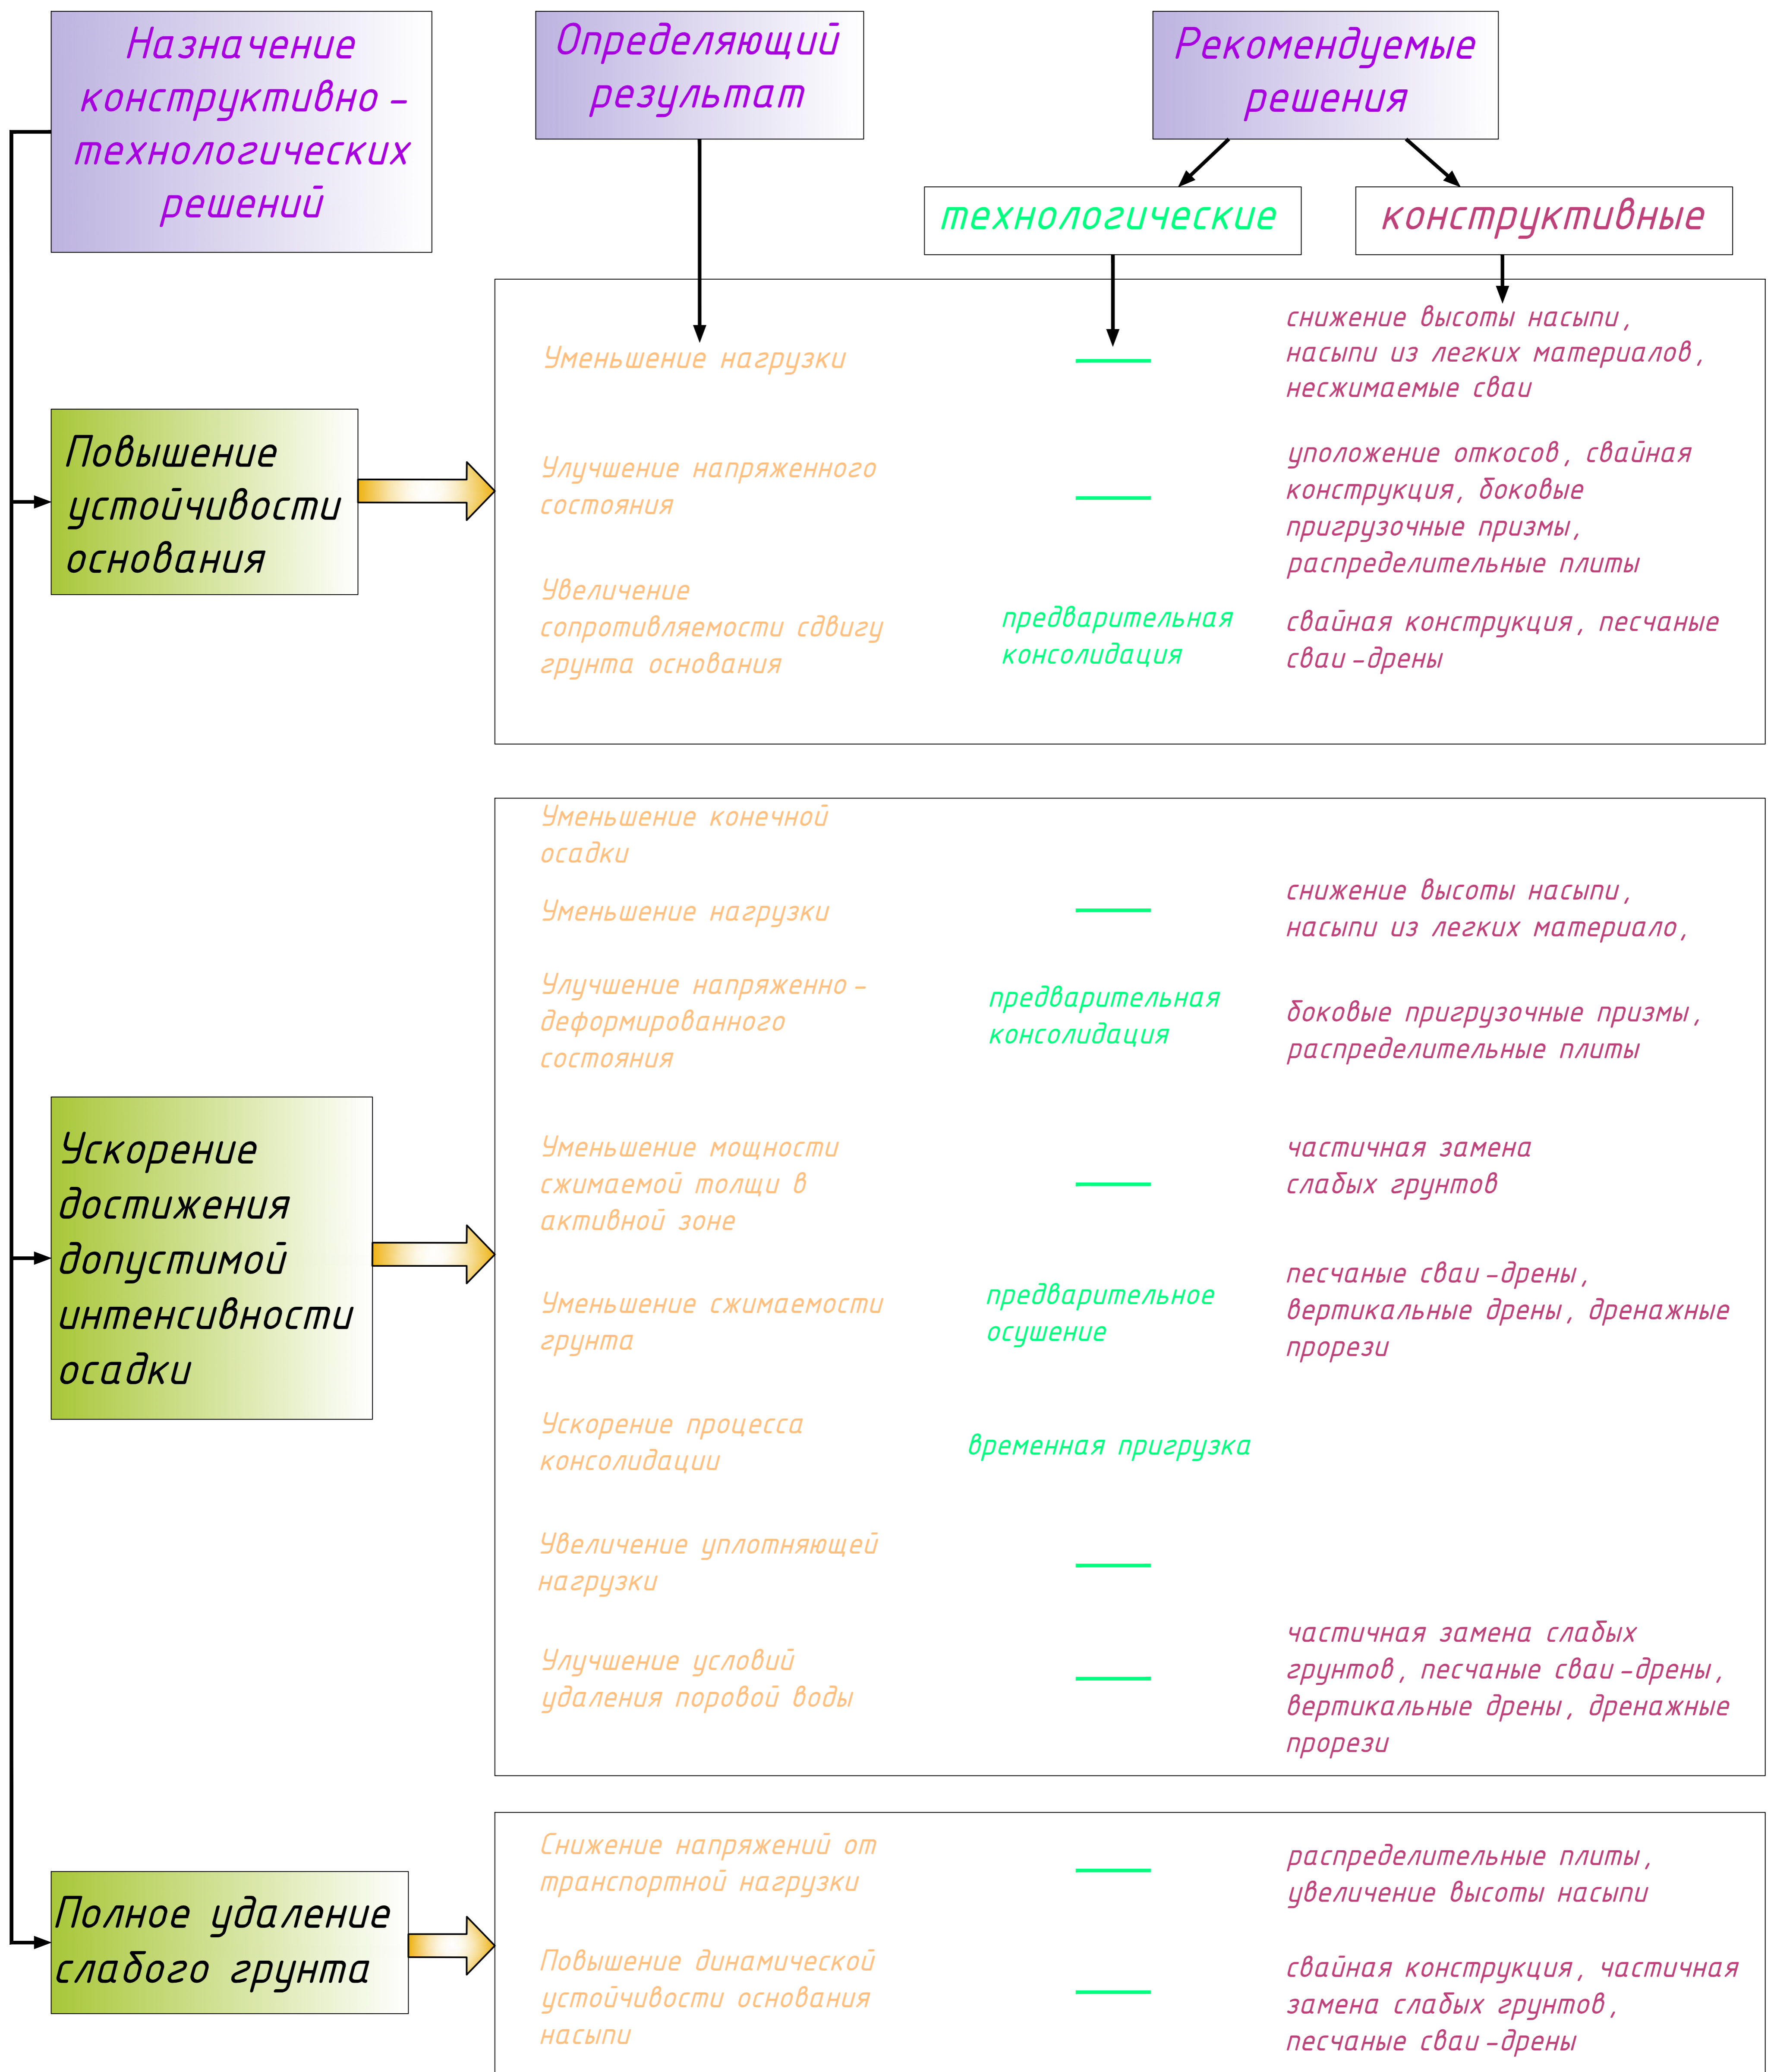 Назначение
конструктивно -
технологических
решений
Определяющий
результат
Рекомендуемые
решения
технологические
конструктивные
Повышение
устойчивости
основания
Уменьшение нагрузки
снижение высоты насыпи,
насыпи из легких материалов,
несжимаемые сваи
Улучшение напряженного
состояния
уположение откосов, свайная
конструкция, боковые
пригрузочные призмы,
распределительные плиты
Увеличение
сопротивляемости сдвигу
грунта основания
предварительная
консолидация
свайная конструкция, песчаные
сваи -дрены
Ускорение
достижения
допустимой
интенсивности
осадки
Уменьшение конечной
осадки
Уменьшение нагрузки
снижение высоты насыпи,
насыпи из легких материало,
Улучшение напряженно -
деформированного
состояния
предварительная
консолидация
боковые пригрузочные призмы,
распределительные плиты
Уменьшение мощности
сжимаемой толщи в
активной зоне
частичная замена
слабых грунтов
Уменьшение сжимаемости
грунта
предварительное
осушение
песчаные сваи -дрены,
вертикальные дрены, дренажные
прорези
Ускорение процесса
консолидации
временная пригрузка
Увеличение уплотняющей
нагрузки
Улучшение условий
удаления поровой воды
частичная замена слабых
грунтов, песчаные сваи -дрены,
вертикальные дрены, дренажные
прорези
Полное удаление
слабого грунта
Снижение напряжений от
транспортной нагрузки
распределительные плиты,
увеличение высоты насыпи
Повышение динамической
устойчивости основания
насыпи
свайная конструкция, частичная
замена слабых грунтов,
песчаные сваи -дрены